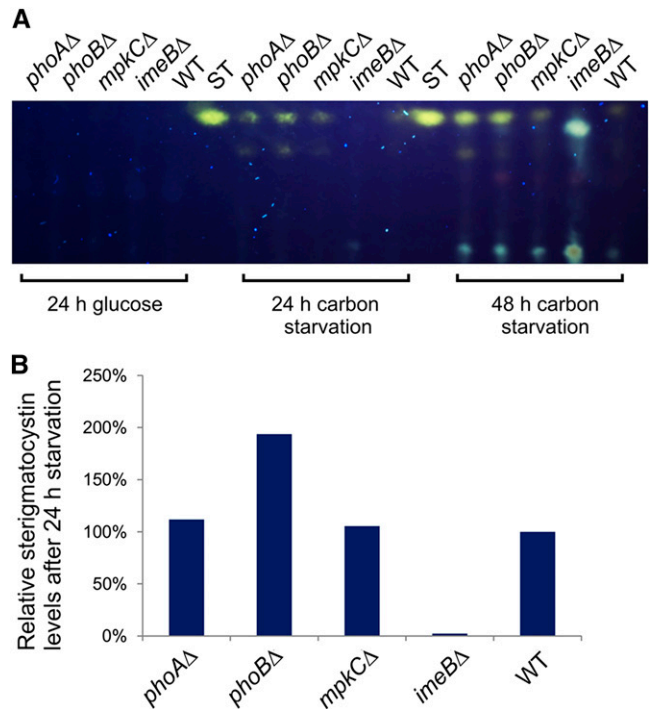 A
phoAΔ phoBΔ mpkCΔ imeBΔ WT ST phoAΔ phoBΔ mpkCΔ imeBΔ WT ST phoAΔ phoBΔ mpkCΔ imeBΔ WT
24 h glucose 24 h carbon 48 h carbon
starvation starvation
B
Relative sterigmatocystin
levels after 24 h starvation
250%
200%
150%
100%
50%
0%
phoAΔ phoBΔ mpkCΔ imeBΔ WT